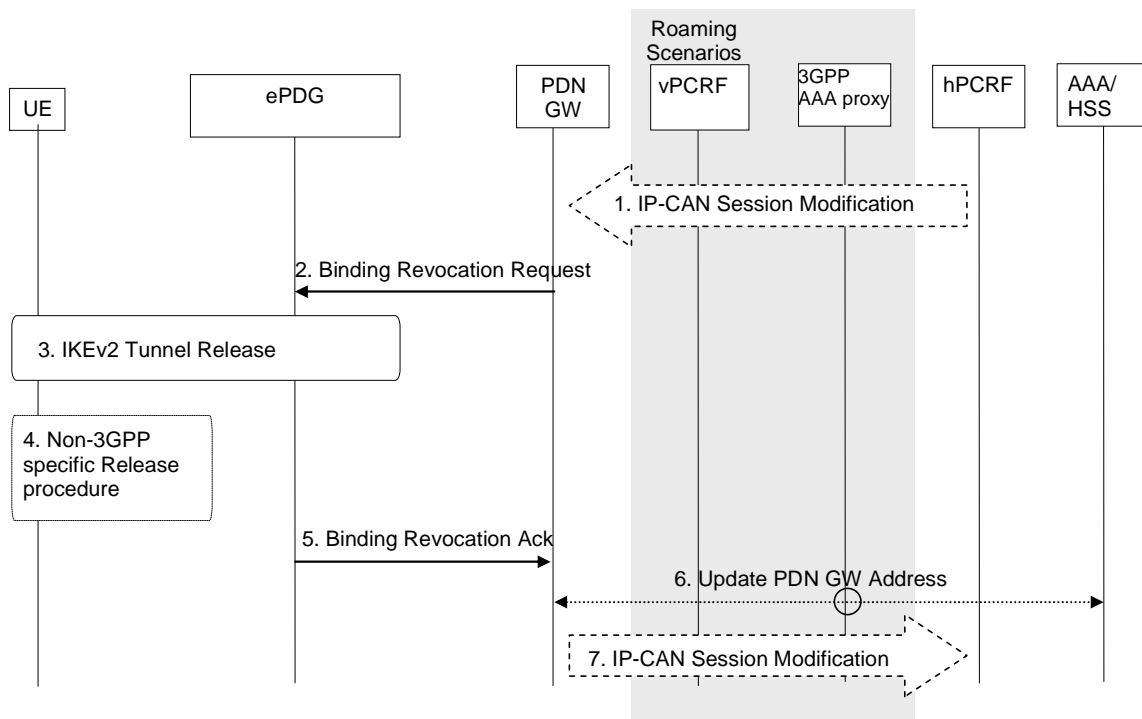 Roaming
Scenarios
UE
ePDG
PDN
GW
vPCRF
3GPP
AAA proxy
hPCRF
AAA/
HSS
1. IP-CAN Session Modification
2. Binding Revocation Request
3. IKEv2 Tunnel Release
4. Non-3GPP
specific Release
procedure
5. Binding Revocation Ack
6. Update PDN GW Address
7. IP-CAN Session Modification